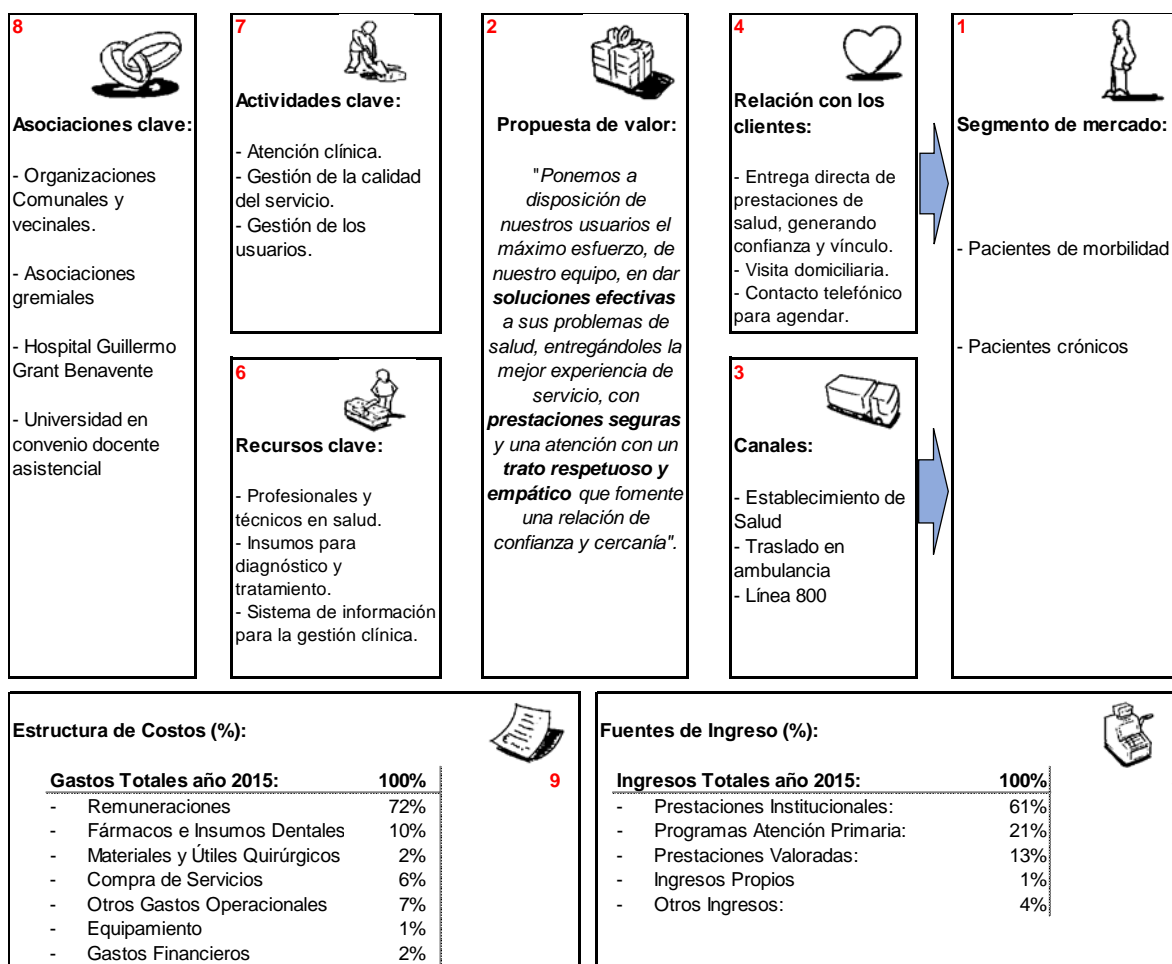 8
Asociaciones clave:
- Organizaciones
Comunales y
vecinales.
- Asociaciones
gremiales
- Hospital Guillermo
Grant Benavente
- Universidad en
convenio docente
asistencial
7
Actividades clave:
- Atención clínica.
- Gestión de la calidad
del servicio.
- Gestión de los
usuarios.
6
Recursos clave:
- Profesionales y
técnicos en salud.
- Insumos para
diagnóstico y
tratamiento.
- Sistema de información
para la gestión clínica.
2
Propuesta de valor:
"Ponemos a
disposición de
nuestros usuarios el
máximo esfuerzo, de
nuestro equipo, en dar
soluciones efectivas
a sus problemas de
salud, entregándoles la
mejor experiencia de
servicio, con
prestaciones seguras
y una atención con un
trato respetuoso y
empático que fomente
una relación de
confianza y cercanía".
4
Relación con los
clientes:
- Entrega directa de
prestaciones de
salud, generando
confianza y vínculo.
- Visita domiciliaria.
- Contacto telefónico
para agendar.
3
Canales:
- Establecimiento de
Salud
- Traslado en
ambulancia
- Línea 800
1
Segmento de mercado:
- Pacientes de morbilidad
- Pacientes crónicos
Estructura de Costos (%):
9
Gastos Totales año 2015: 100%
- Remuneraciones 72%
- Fármacos e Insumos Dentales 10%
- Materiales y Útiles Quirúrgicos 2%
- Compra de Servicios 6%
- Otros Gastos Operacionales 7%
- Equipamiento 1%
- Gastos Financieros 2%
Fuentes de Ingreso (%):
Ingresos Totales año 2015: 100%
- Prestaciones Institucionales: 61%
- Programas Atención Primaria: 21%
- Prestaciones Valoradas: 13%
- Ingresos Propios 1%
- Otros Ingresos: 4%